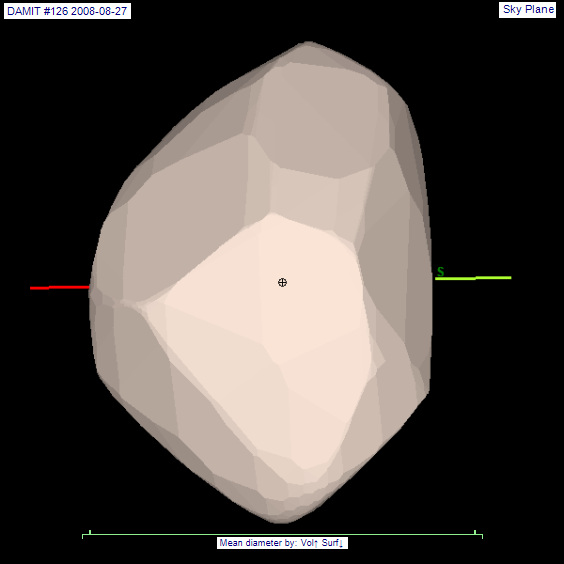 DAMIT #126 2008-08-27
Sky Plane
S
Mean diameter by: Vol↑ Surf↓